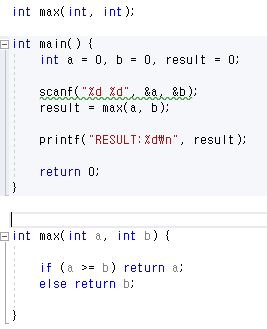 int max(int, int);
int main() {
int a = 0, b = 0, result = 0;
scanf("%d %d", &a, &b);
result = max(a, b);
printf("RESULT:%d₩n", result);
return 0;
}
int max(int a, int b) {
if (a >= b) return a;
else return b;
}